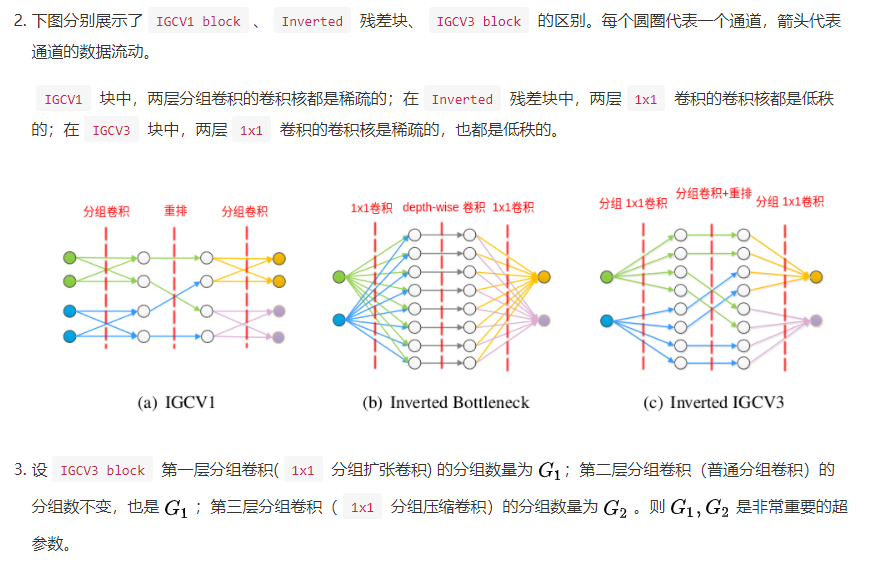 2. 下图分别展示了 IGCV1 block 、 Inverted 残差块、 IGCV3 block 的区别。每个圆圈代表一个通道，箭头代表
通道的数据流动。
IGCV1 块中，两层分组卷积的卷积核都是稀疏的；在 Inverted 残差块中，两层 1x1 卷积的卷积核都是低秩
的；在 IGCV3 块中，两层 1x1 卷积的卷积核是稀疏的，也都是低秩的。
分组卷积 重排 分组卷积
1x1卷积 depth-wise 卷积 1x1卷积
分组 1x1卷积 分组卷积+重排 分组 1x1卷积
(a) IGCV1
(b) Inverted Bottleneck
(c) Inverted IGCV3
3. 设 IGCV3 block 第一层分组卷积( 1x1 分组扩张卷积) 的分组数量为 G₁；第二层分组卷积（普通分组卷积）的
分组数不变，也是 G₁ ；第三层分组卷积（ 1x1 分组压缩卷积）的分组数量为 G₂ 。则 G₁, G₂ 是非常重要的超
参数。